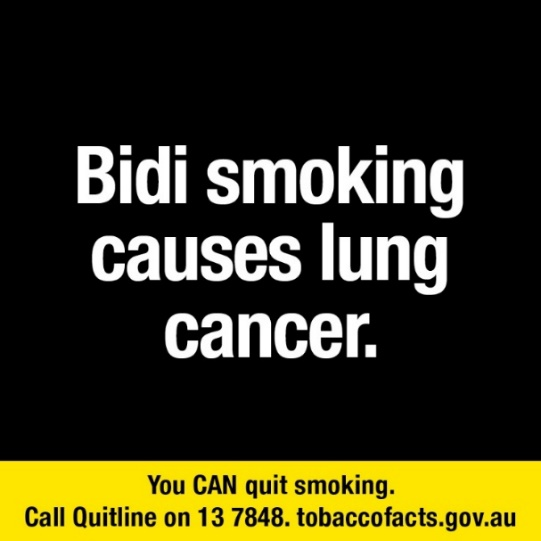 Bidi smoking
causes lung
cancer.
You CAN quit smoking.
Call Quitline on 13 7848. tobaccofacts.gov.au